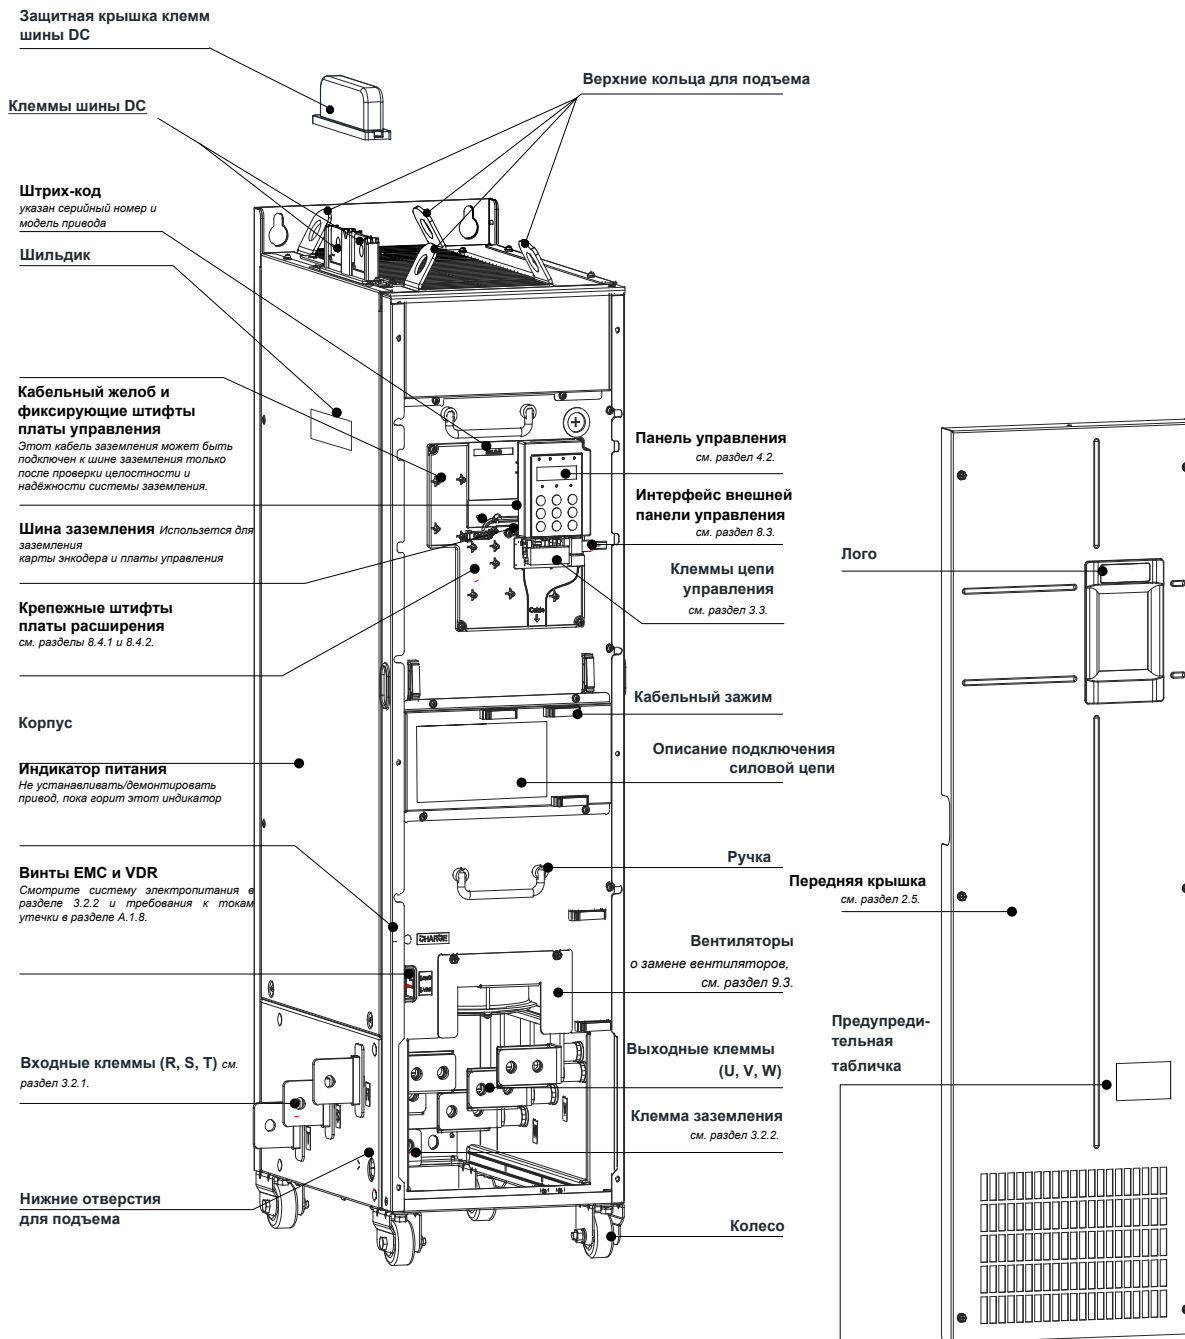 Защитная крышка клемм
шины DC
Верхние кольца для подъема
Клеммы шины DC
Штрих-код
указан серийный номер и
модель привода
Шильдик
Кабельный желоб и
фиксирующие штифты
платы управления
Этот кабель заземления может быть
подключен к шине заземления только
после проверки целостности и
надёжности системы заземления.
Шина заземления Использется для
заземления
карты энкодера и платы управления
Крепежные штифты
платы расширения
см. разделы 8.4.1 и 8.4.2.
Корпус
Индикатор питания
Не устанавливать/демонтировать
привод, пока горит этот индикатор
Винты EMC и VDR
Смотрите систему электропитания в
разделе 3.2.2 и требования к токам
утечки в разделе А.1.8.
Входные клеммы (R, S, T) см.
раздел 3.2.1.
Нижние отверстия
для подъема
Cable
CHARGE
Панель управления
см. раздел 4.2.
Интерфейс внешней
панели управления
см. раздел 8.3.
Клеммы цепи
управления
см. раздел 3.3.
Кабельный зажим
Описание подключения
силовой цепи
Ручка
Вентиляторы
о замене вентиляторов,
см. раздел 9.3.
Выходные клеммы
(U, V, W)
Клемма заземления
см. раздел 3.2.2.
Колесо
Лого
Передняя крышка
см. раздел 2.5.
Предупреди-
тельная
табличка